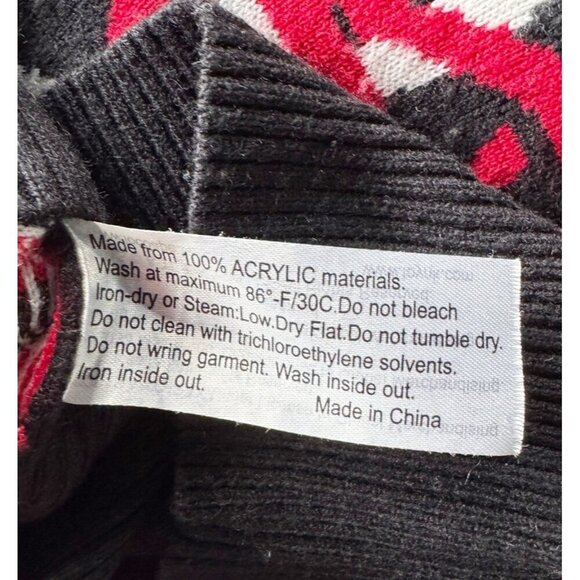 Made from 100% ACRYLIC materials.
Wash at maximum 86°-F/30C.Do not bleach
Iron-dry or Steam:Low.Dry Flat.Do not tumble dry.
Do not clean with trichloroethylene solvents.
Do not wring garment. Wash inside out.
Iron inside out.
Made in China